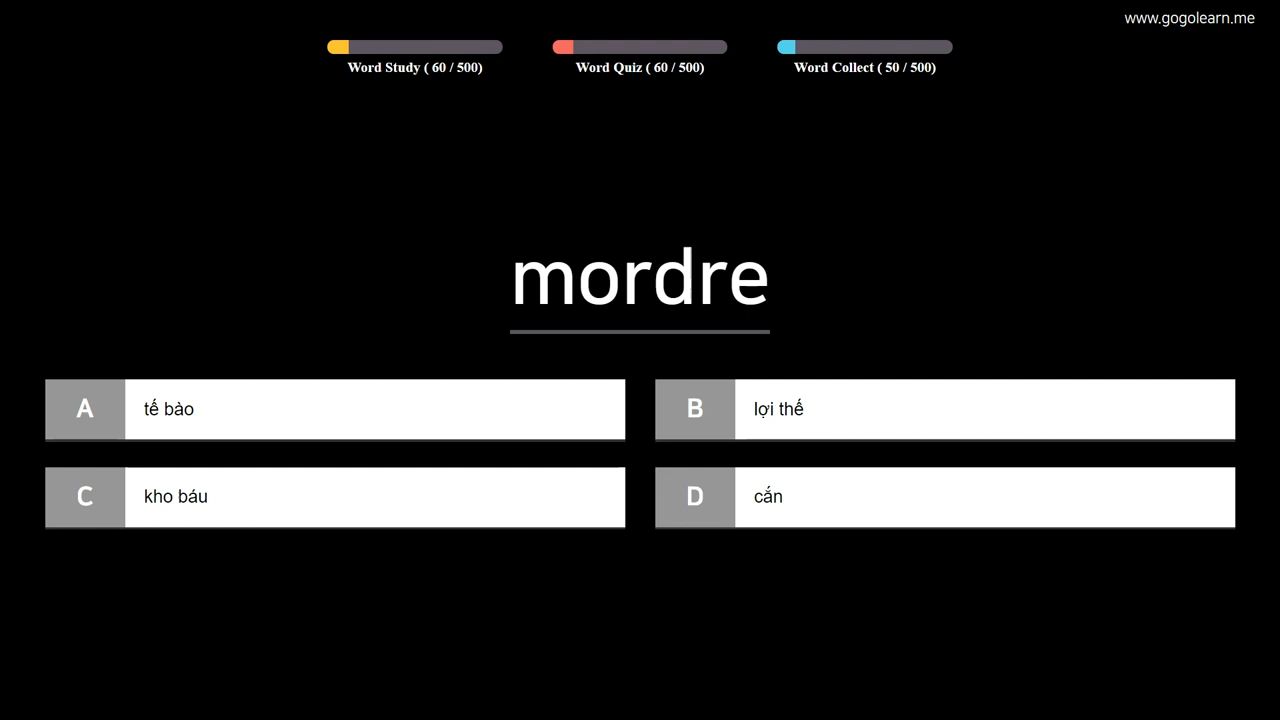 www.gogolearn.me
Word Study ( 60 / 500)
Word Quiz ( 60 / 500)
Word Collect ( 50 / 500)
mordre
A tế bào
B lợi thế
C kho báu
D cắn